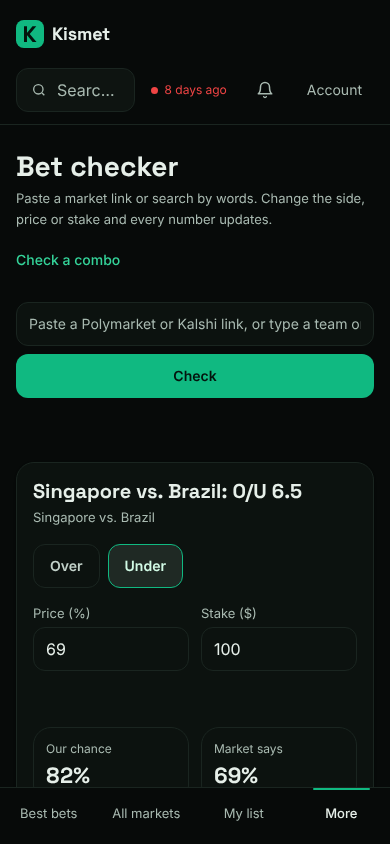 Kismet
Searc...
8 days ago
Account
Bet checker
Paste a market link or search by words. Change the side,
price or stake and every number updates.
Check a combo
Paste a Polymarket or Kalshi link, or type a team o
Check
Singapore vs. Brazil: O/U 6.5
Singapore vs. Brazil
Over
Under
Price (%)
Stake ($)
69
100
Our chance
Market says
82%
69%
Best bets
All markets
My list
More